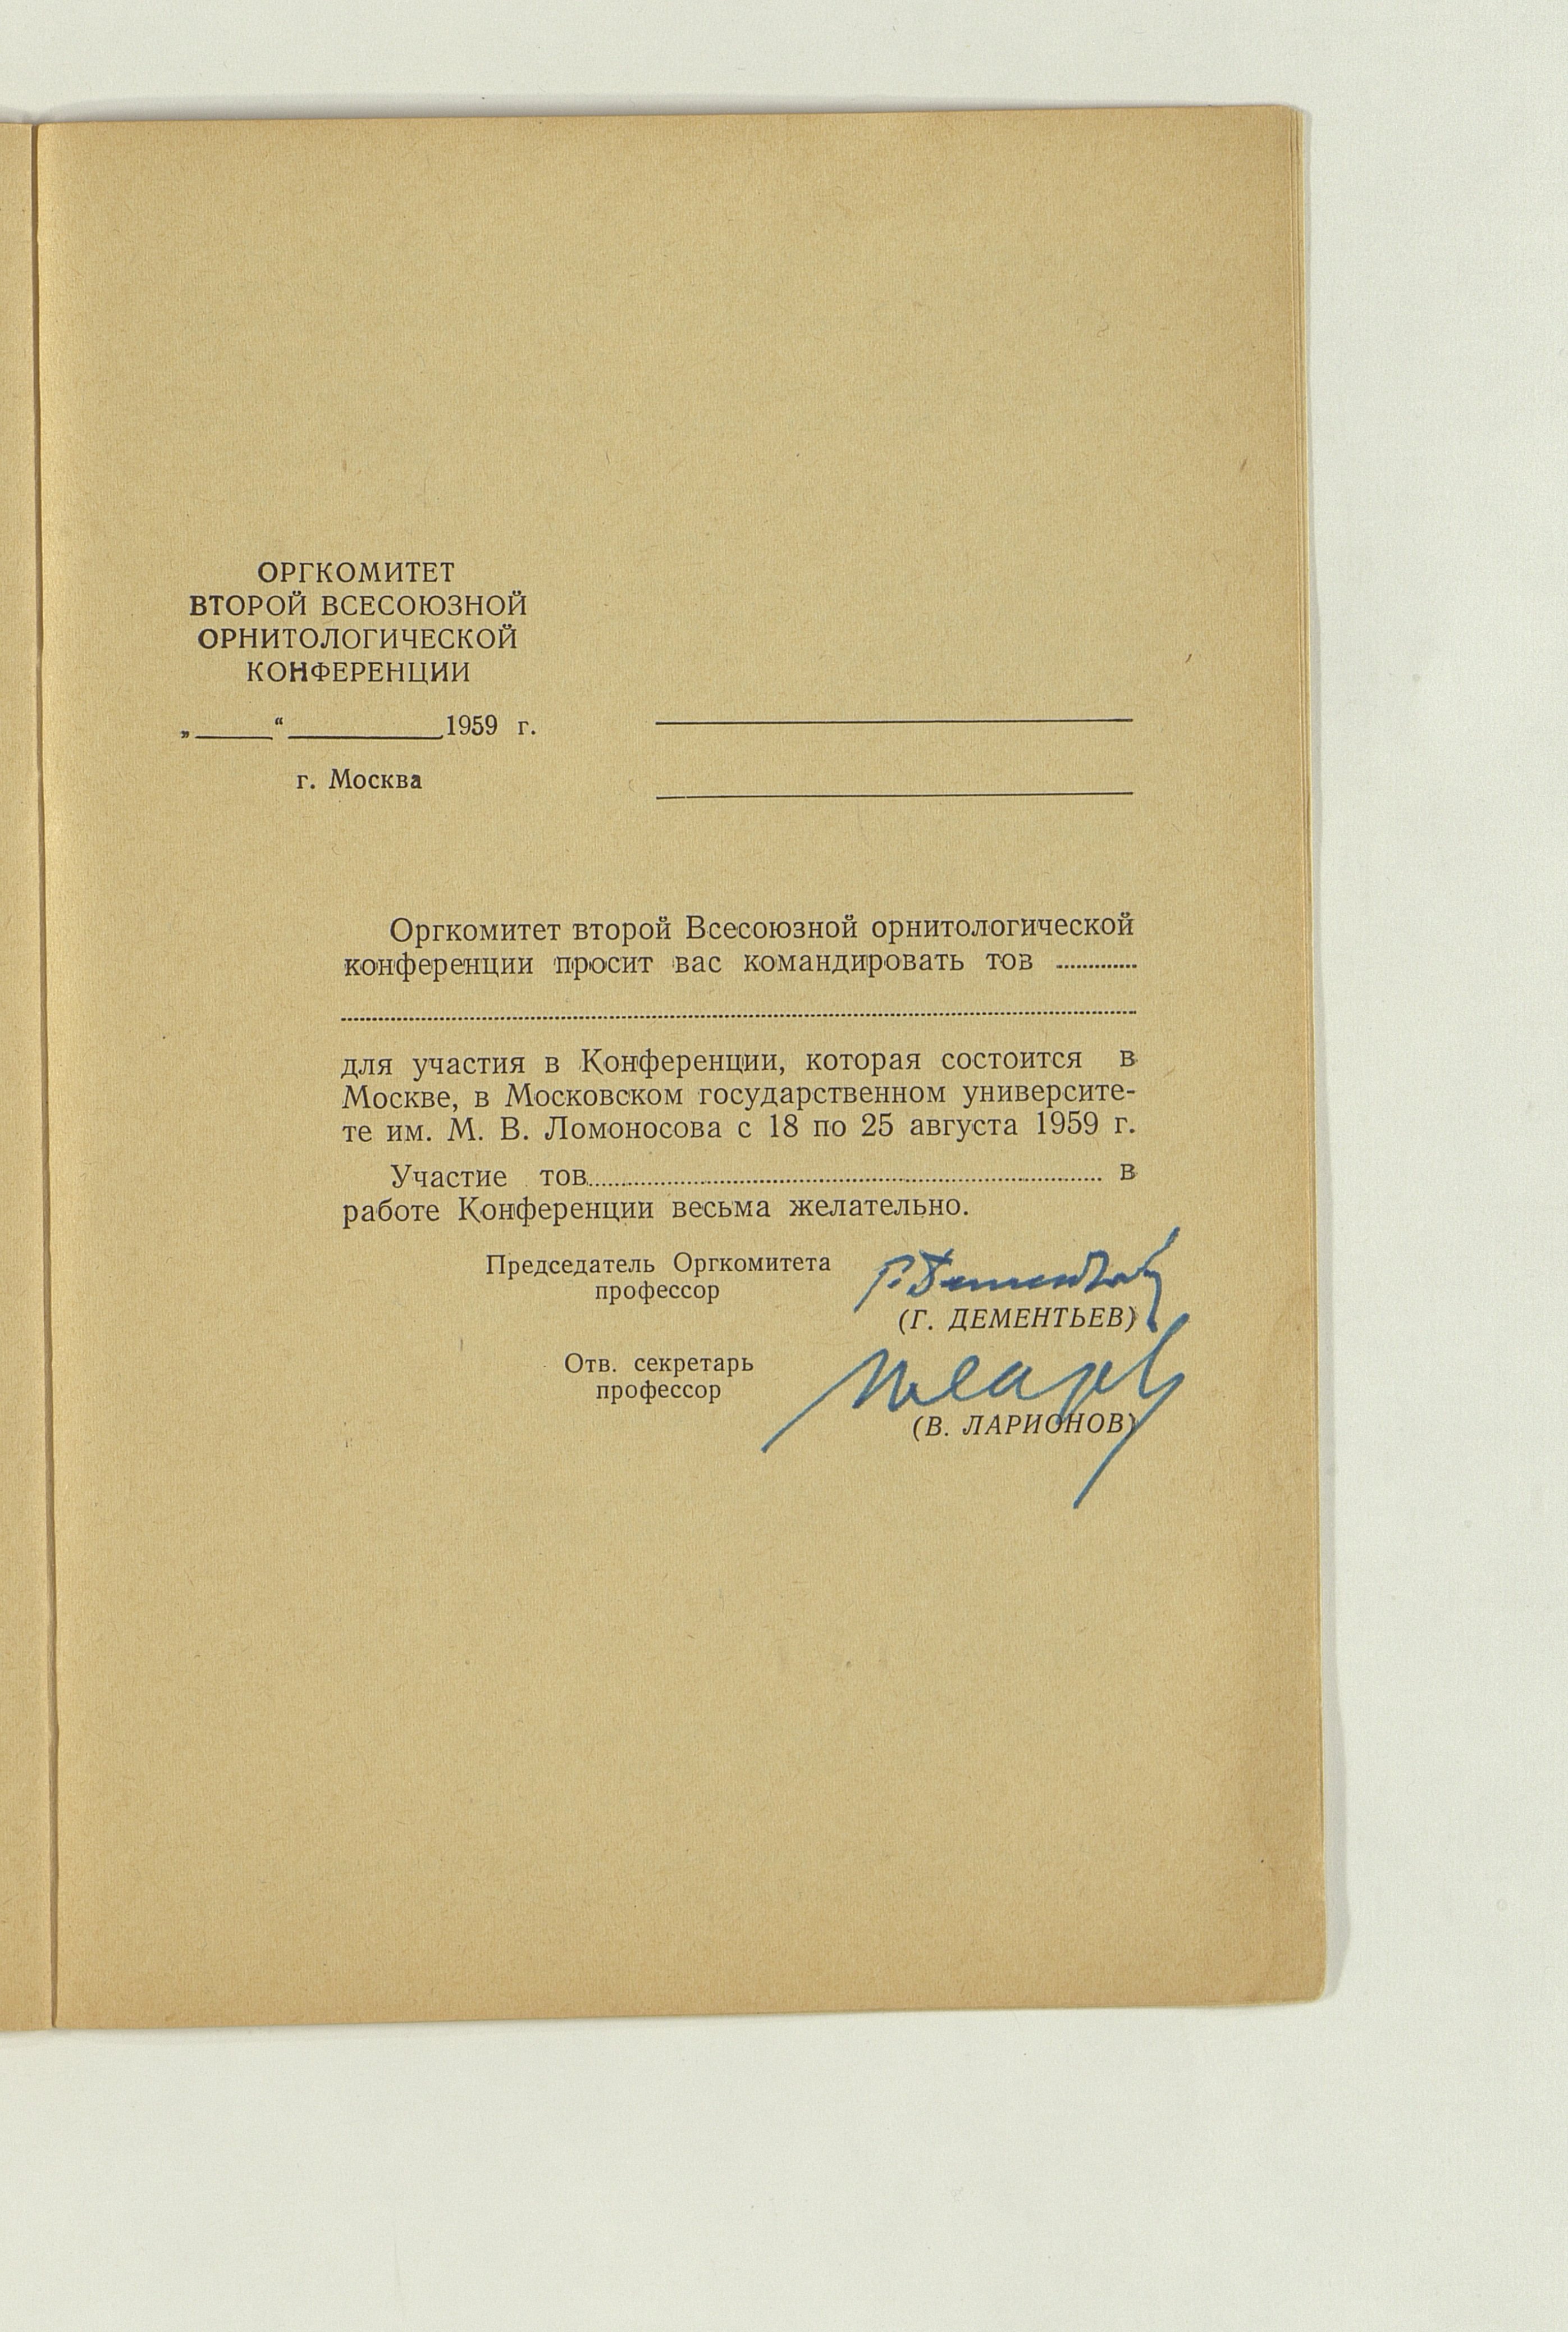 ОРГКОМИТЕТ
ВТОРОЙ ВСЕСОЮЗНОЙ
ОРНИТОЛОГИЧЕСКОЙ
КОНФЕРЕНЦИИ
„_____“__________1959 г.
г. Москва
Оргкомитет второй Всесоюзной орнитологической
конференции просит вас командировать тов ............
для участия в Конференции, которая состоится в
Москве, в Московском государственном университе-
те им. М. В. Ломоносова с 18 по 25 августа 1959 г.
Участие тов.................................................... в
работе Конференции весьма желательно.
Председатель Оргкомитета
профессор
Г. Дементьев
(Г. ДЕМЕНТЬЕВ)
Отв. секретарь
профессор
(В. ЛАРИОНОВ)